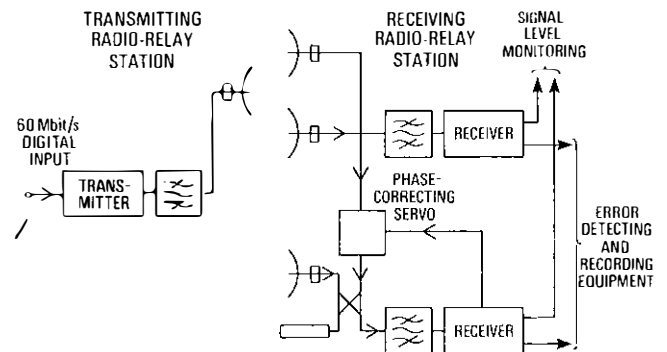 TRANSMITTING
RADIO-RELAY
STATION
RECEIVING
RADIO-RELAY
STATION
SIGNAL
LEVEL
MONITORING
60 Mbit/s
DIGITAL
INPUT
TRANS-
MITTER
RECEIVER
PHASE-
CORRECTING
SERVO
ERROR
DETECTING
AND
RECORDING
EQUIPMENT
RECEIVER